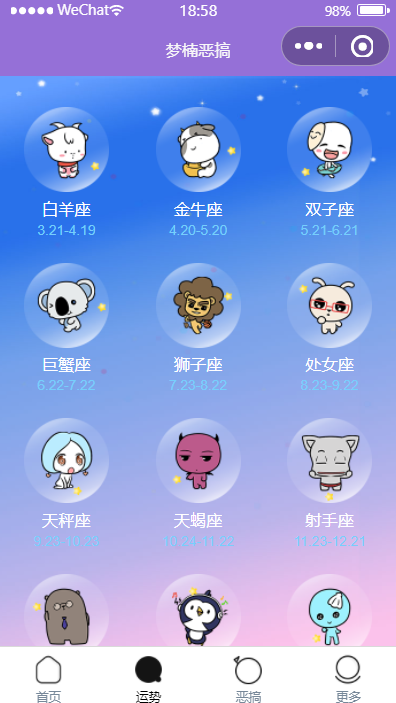 WeChat 18:58 98%
梦楠恶搞
白羊座 金牛座 双子座
3.21-4.19 4.20-5.20 5.21-6.21
巨蟹座 狮子座 处女座
6.22-7.22 7.23-8.22 8.23-9.22
天秤座 天蝎座 射手座
9.23-10.23 10.24-11.22 11.23-12.21
首页 运势 恶搞 更多